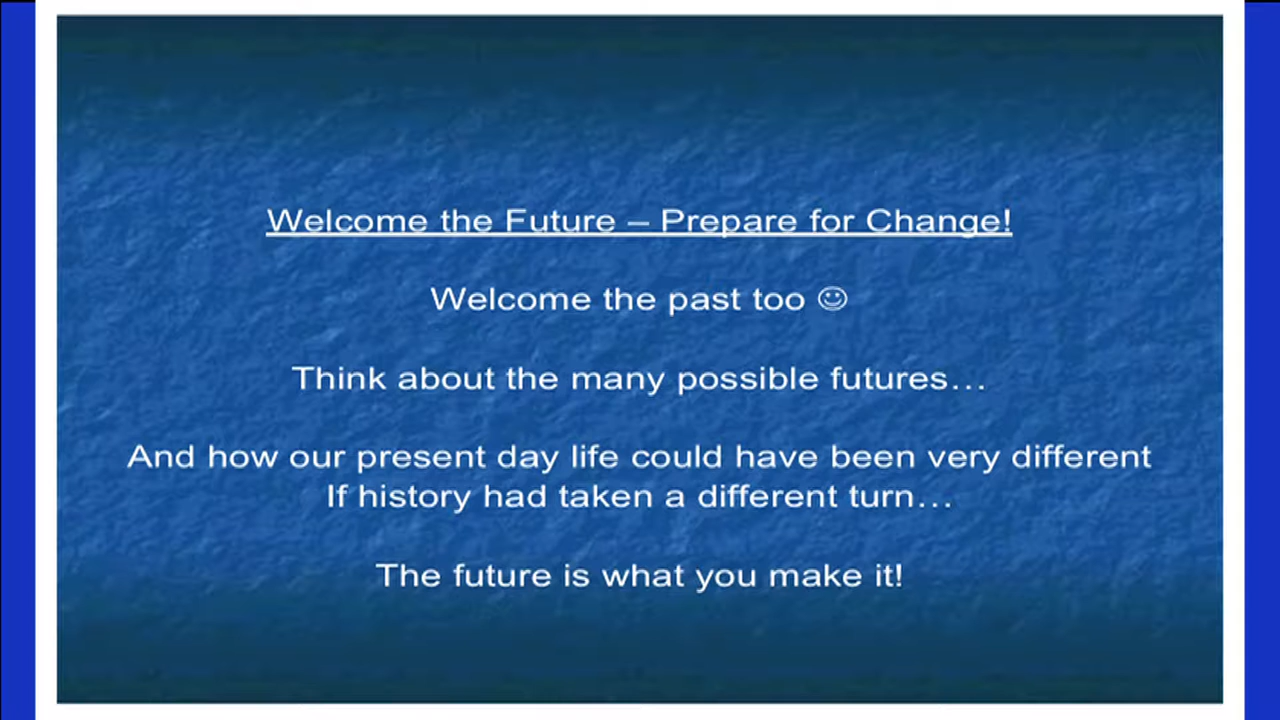 Welcome the Future – Prepare for Change!
Welcome the past too ☺
Think about the many possible futures…
And how our present day life could have been very different
If history had taken a different turn…
The future is what you make it!